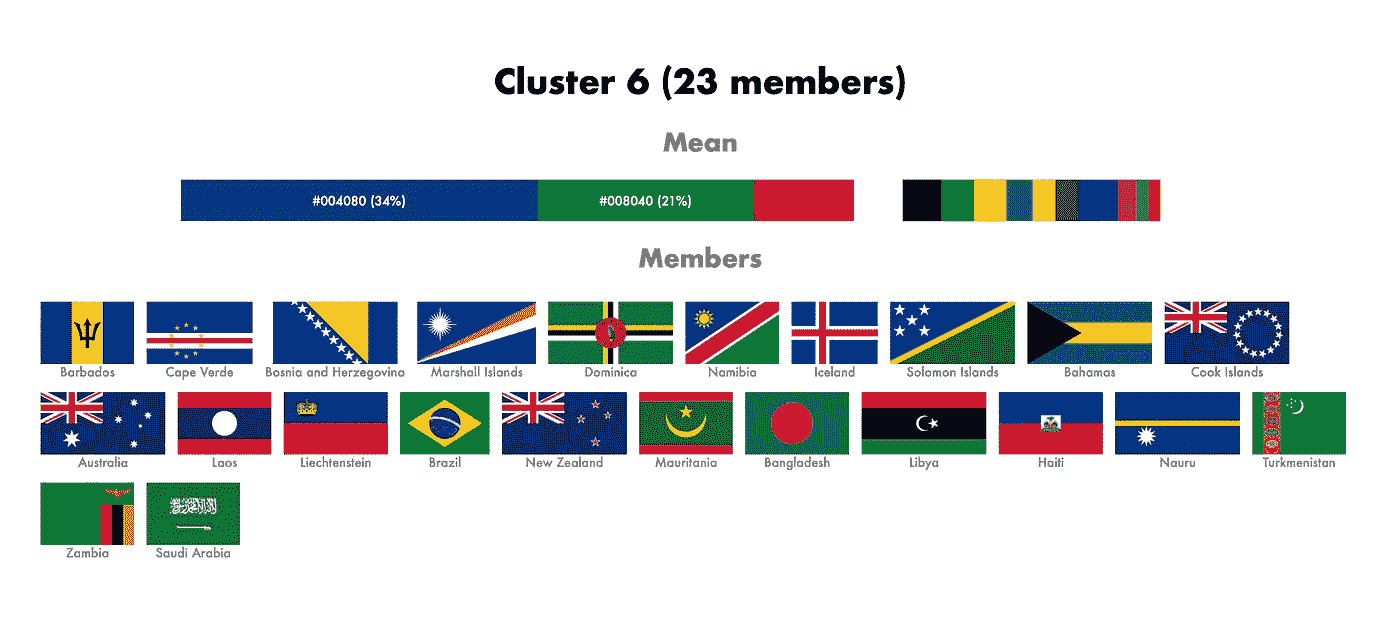 Cluster 6 (23 members)
Mean
#004080 (34%) #008040 (21%)
Members
Barbados Cape Verde Bosnia and Herzegovina Marshall Islands Dominica Namibia Iceland Solomon Islands Bahamas Cook Islands
Australia Laos Liechtenstein Brazil New Zealand Mauritania Bangladesh Libya Haiti Nauru Turkmenistan
Zambia Saudi Arabia